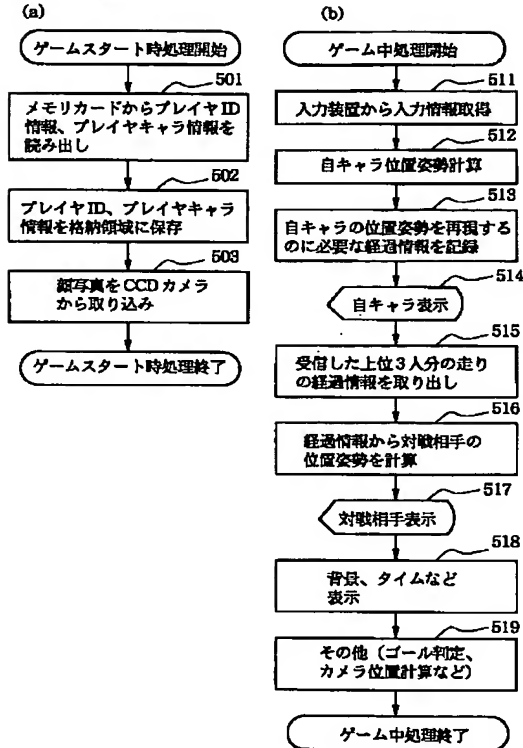 (a)
ゲームスタート時処理開始
501
メモリカードからプレイヤID
情報、プレイヤキャラ情報を
読み出し
502
プレイヤID、プレイヤキャラ
情報を格納領域に保存
503
顔写真をCCDカメラ
から取り込み
ゲームスタート時処理終了
(b)
ゲーム中処理開始
511
入力装置から入力情報取得
512
自キャラ位置姿勢計算
513
自キャラの位置姿勢を再現する
のに必要な経過情報を記録
514
自キャラ表示
515
受信した上位3人分の走り
の経過情報を取り出し
516
経過情報から対戦相手の
位置姿勢を計算
517
対戦相手表示
518
背景、タイムなど
表示
519
その他(ゴール判定、
カメラ位置計算など)
ゲーム中処理終了